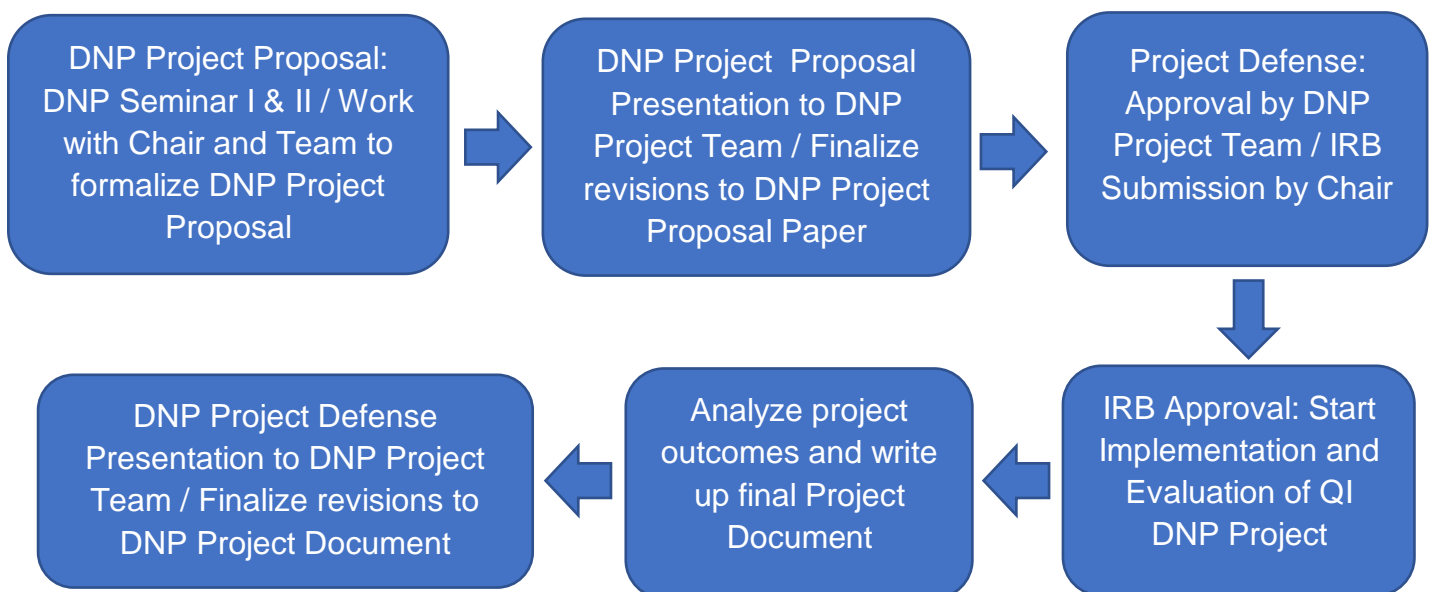 DNP Project Proposal:
DNP Seminar I & II / Work
with Chair and Team to
formalize DNP Project
Proposal
DNP Project  Proposal
Presentation to DNP
Project Team / Finalize
revisions to DNP Project
Proposal Paper
Project Defense:
Approval by DNP
Project Team / IRB
Submission by Chair
IRB Approval: Start
Implementation and
Evaluation of QI
DNP Project
Analyze project
outcomes and write
up final Project
Document
DNP Project Defense
Presentation to DNP Project
Team / Finalize revisions to
DNP Project Document